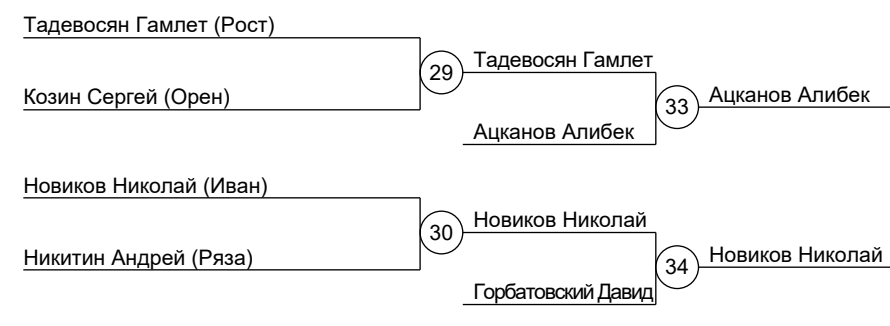 Тадевосян Гамлет (Рост)
29
Тадевосян Гамлет
Козин Сергей (Орен)
33
Ацканов Алибек
Ацканов Алибек
Новиков Николай (Иван)
30
Новиков Николай
Никитин Андрей (Ряза)
34
Новиков Николай
Горбатовский Давид